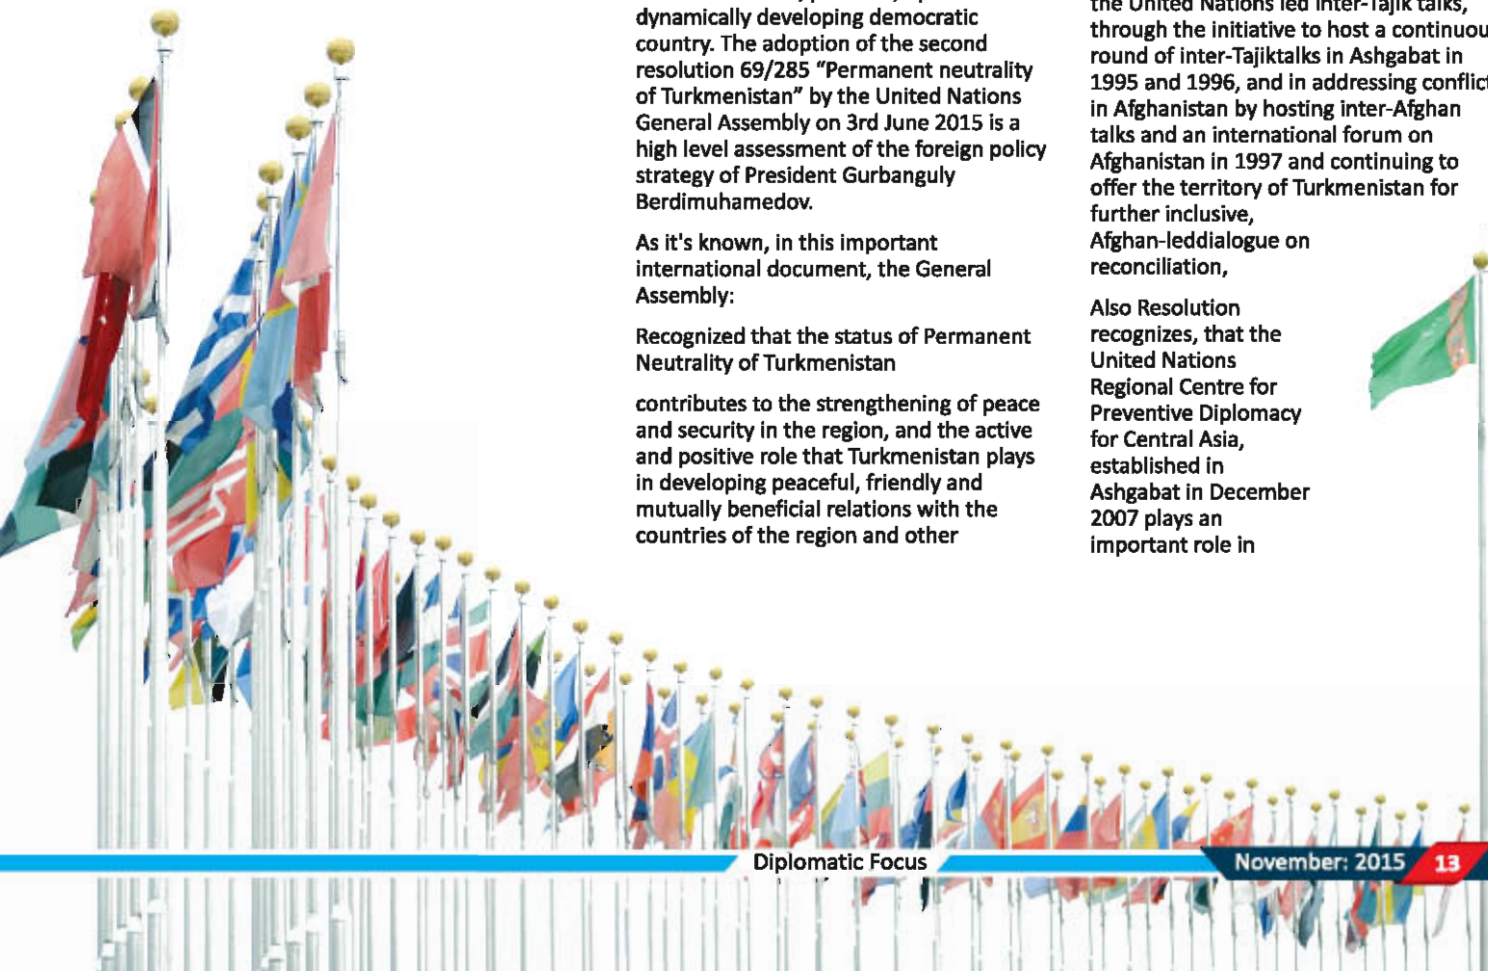 dynamically developing democratic
country. The adoption of the second
resolution 69/285 “Permanent neutrality
of Turkmenistan” by the United Nations
General Assembly on 3rd June 2015 is a
high level assessment of the foreign policy
strategy of President Gurbanguly
Berdimuhamedov.
As it's known, in this important
international document, the General
Assembly:
Recognized that the status of Permanent
Neutrality of Turkmenistan
contributes to the strengthening of peace
and security in the region, and the active
and positive role that Turkmenistan plays
in developing peaceful, friendly and
mutually beneficial relations with the
countries of the region and other
the United Nations led inter-Tajik talks,
through the initiative to host a continuou
round of inter-Tajiktalks in Ashgabat in
1995 and 1996, and in addressing conflict
in Afghanistan by hosting inter-Afghan
talks and an international forum on
Afghanistan in 1997 and continuing to
offer the territory of Turkmenistan for
further inclusive,
Afghan-leddialogue on
reconciliation,
Also Resolution
recognizes, that the
United Nations
Regional Centre for
Preventive Diplomacy
for Central Asia,
established in
Ashgabat in December
2007 plays an
important role in
Diplomatic Focus
November: 2015 13